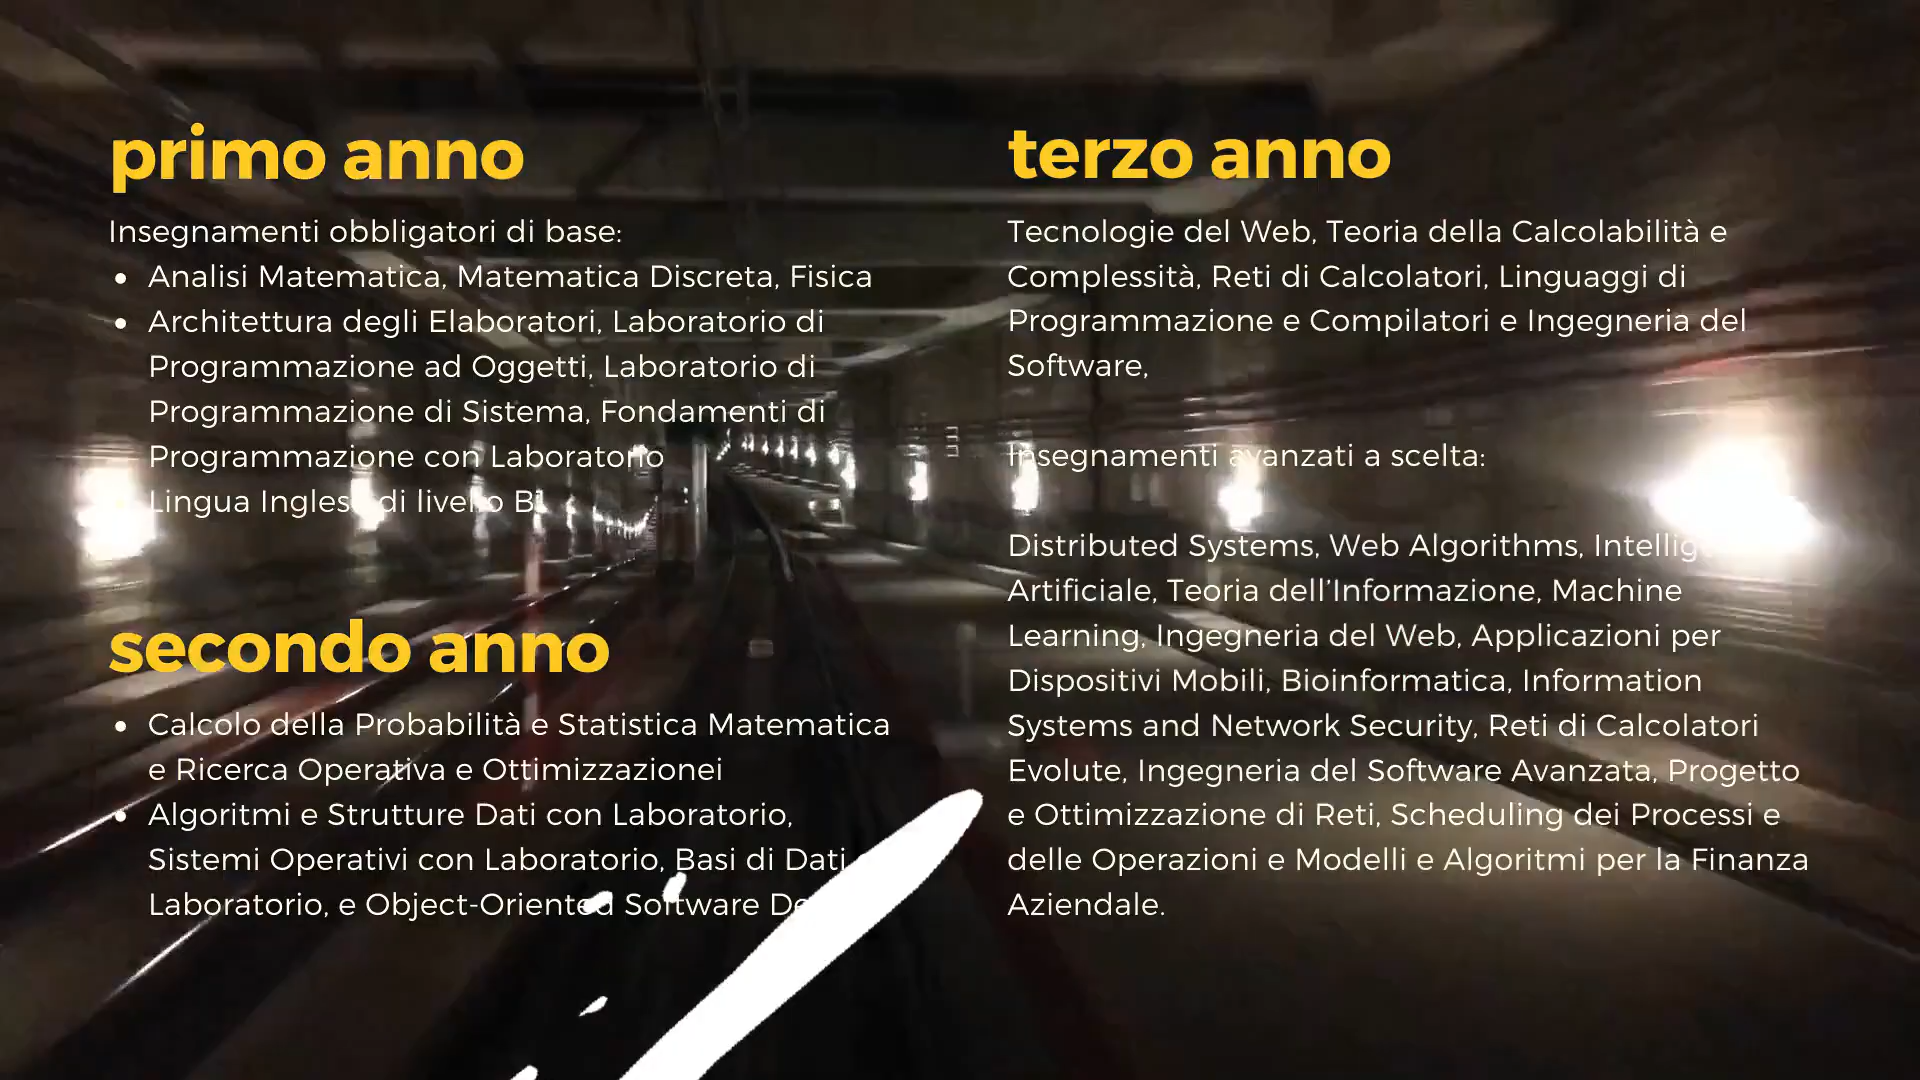 primo anno
Insegnamenti obbligatori di base:
Analisi Matematica, Matematica Discreta, Fisica
Architettura degli Elaboratori, Laboratorio di
Programmazione ad Oggetti, Laboratorio di
Programmazione di Sistema, Fondamenti di
Programmazione con Laboratorio
Lingua Inglese di livello
secondo anno
Calcolo della Probabilità e Statistica Matematica
e Ricerca Operativa e Ottimizzazionei
Algoritmi e Strutture Dati con Laboratorio,
Sistemi Operativi con Laboratorio, Basi di Dati
Laboratorio, e Object-Oriented Software
terzo anno
Tecnologie del Web, Teoria della Calcolabilità e
Complessità, Reti di Calcolatori, Linguaggi di
Programmazione e Compilatori e Ingegneria del
Software,
Insegnamenti avanzati a scelta:
Distributed Systems, Web Algorithms,
Artificiale, Teoria dell'Informazione, Machine
Learning, Ingegneria del Web, Applicazioni per
Dispositivi Mobili, Bioinformatica, Information
Systems and Network Security, Reti di Calcolatori
Evolute, Ingegneria del Software Avanzata, Progetto
e Ottimizzazione di Reti, Scheduling dei Processi e
delle Operazioni e Modelli e Algoritmi per la Finanza
Aziendale.